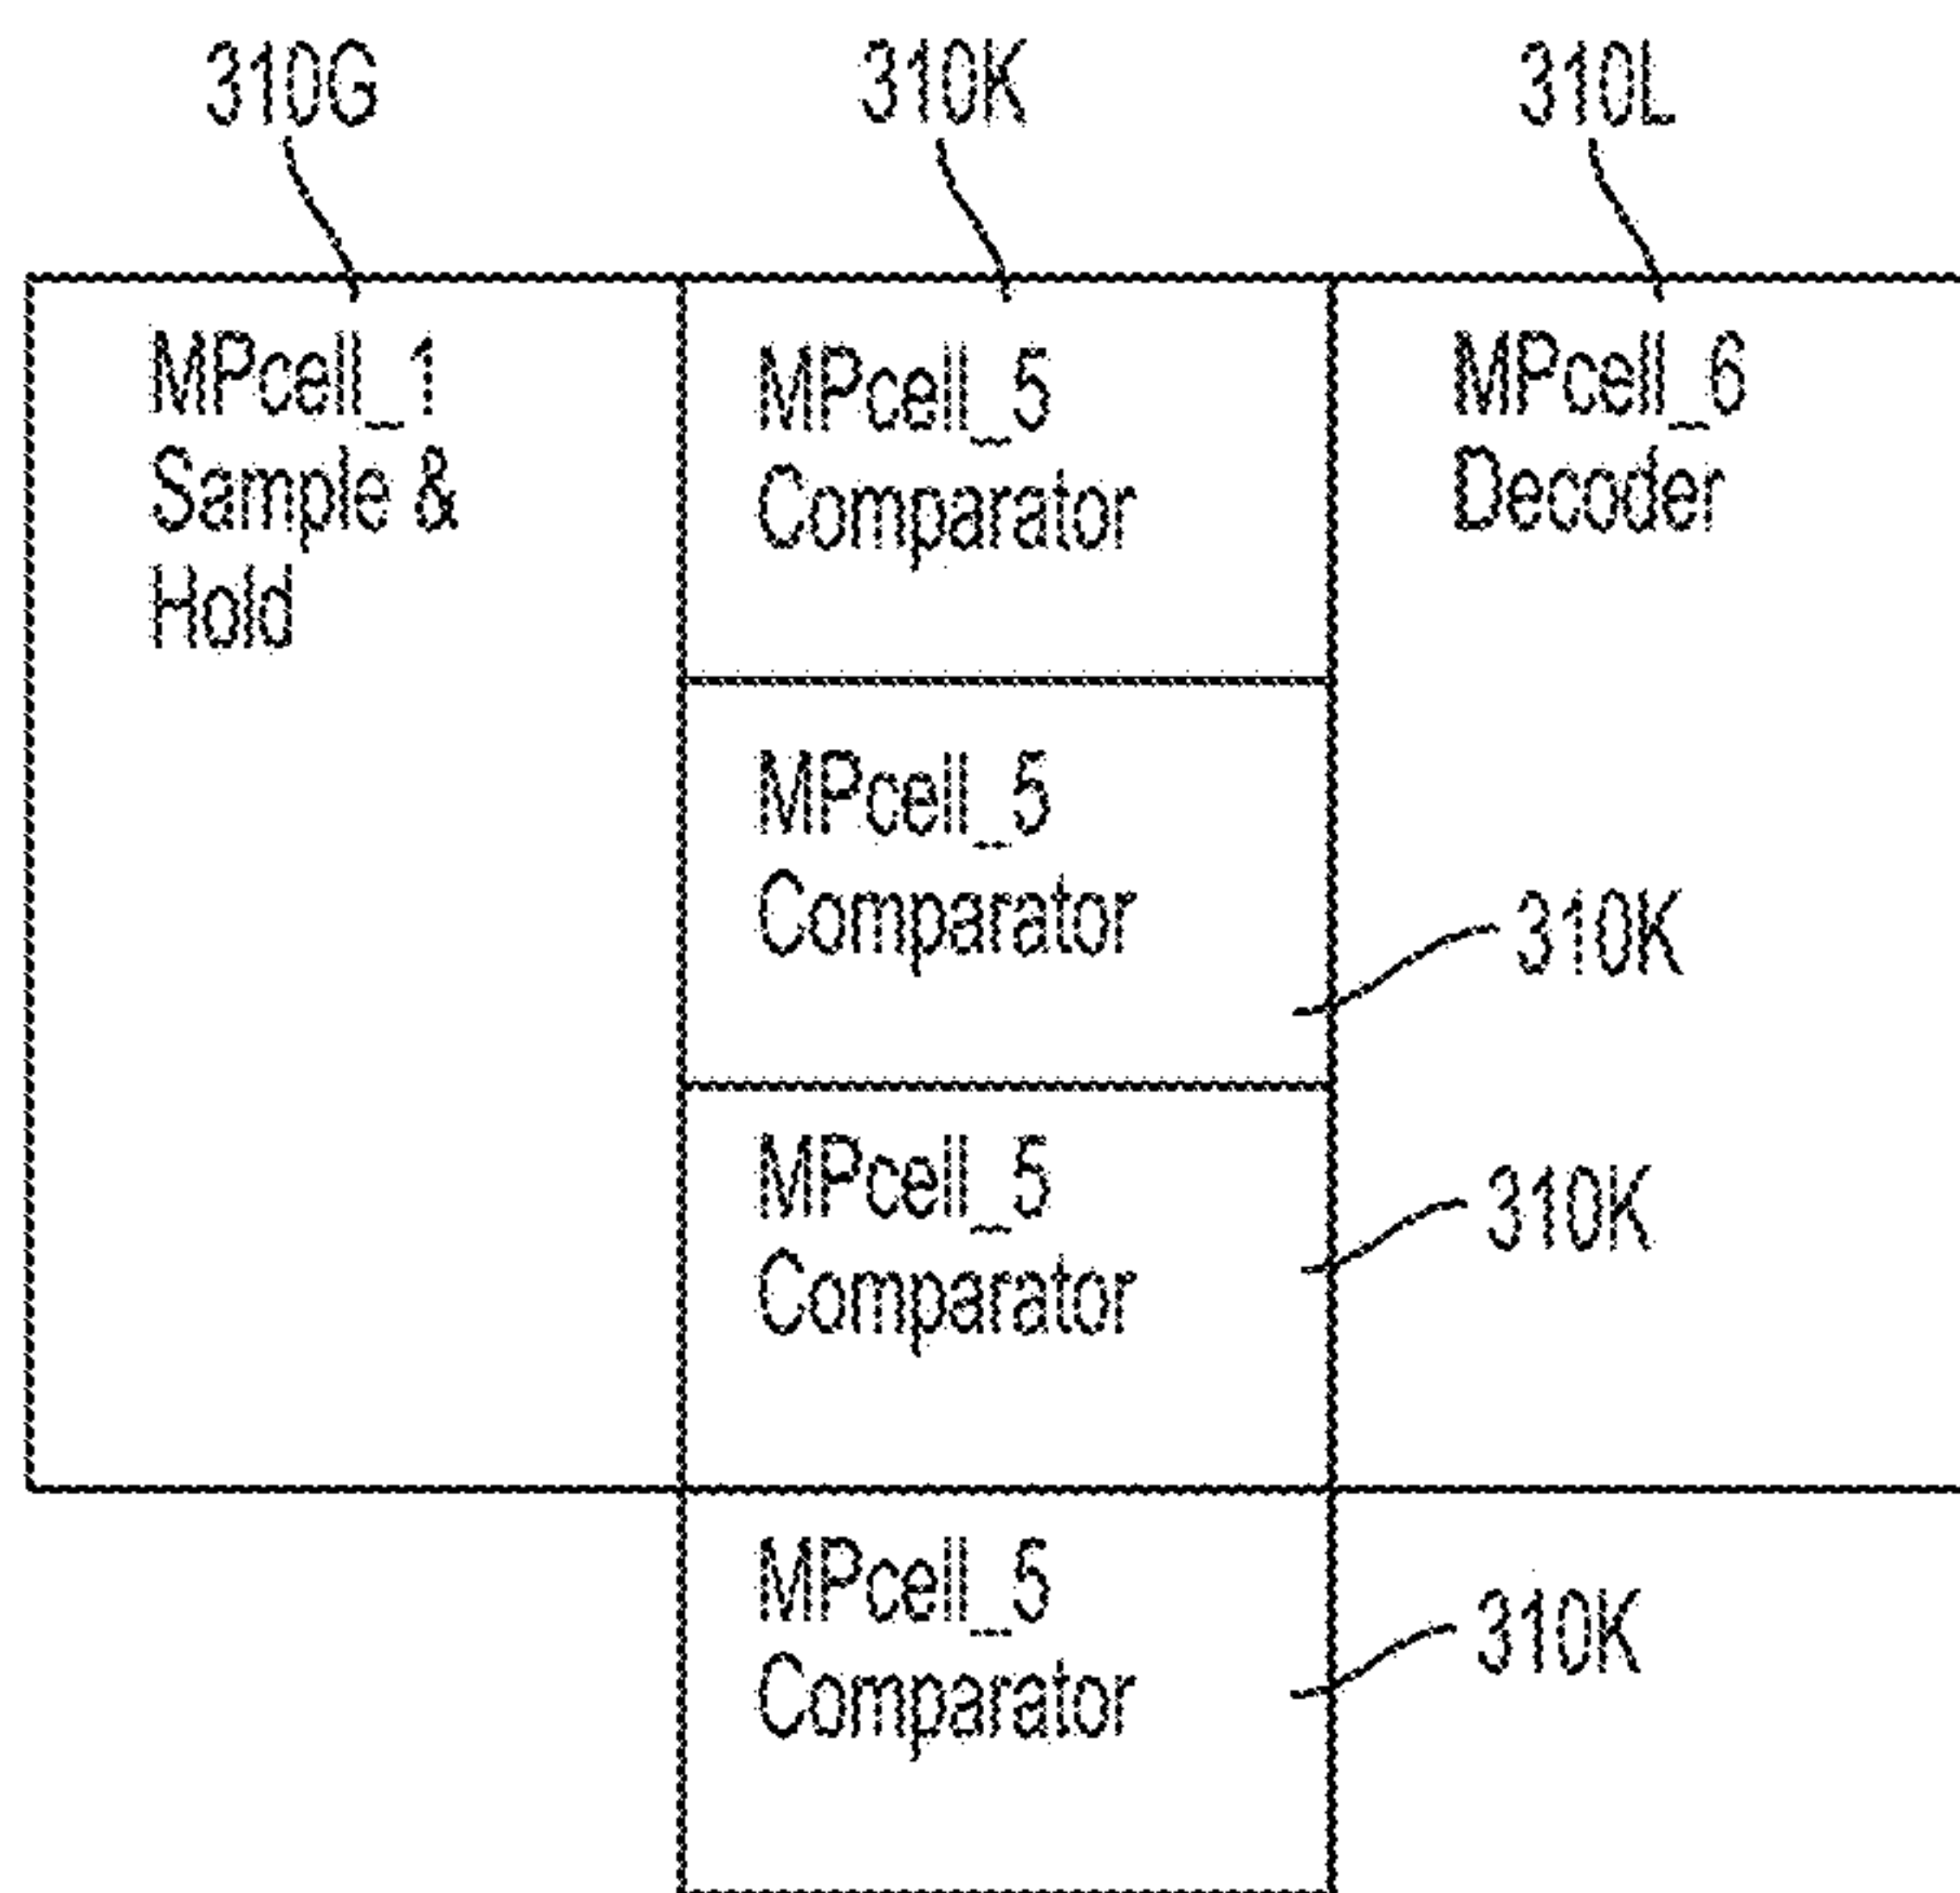 310G
310K
310L
MPcell_1
Sample &
Hold
MPcell_5
Comparator
MPcell_6
Decoder
MPcell_5
Comparator
310K
MPcell_5
Comparator
310K
MPcell_5
Comparator
310K